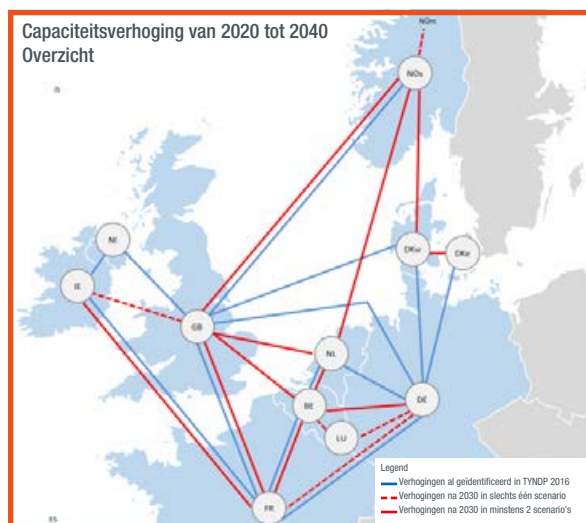 Capaciteitsverhoging van 2020 tot 2040
Overzicht
NOm
NOs
IS
NI
DKw
DKe
IE
GB
NL
BE
DE
LU
FR
ES
Legend
Verhogingen al geïdentificeerd in TYNDP 2016
Verhogingen na 2030 in slechts één scenario
Verhogingen na 2030 in minstens 2 scenario's